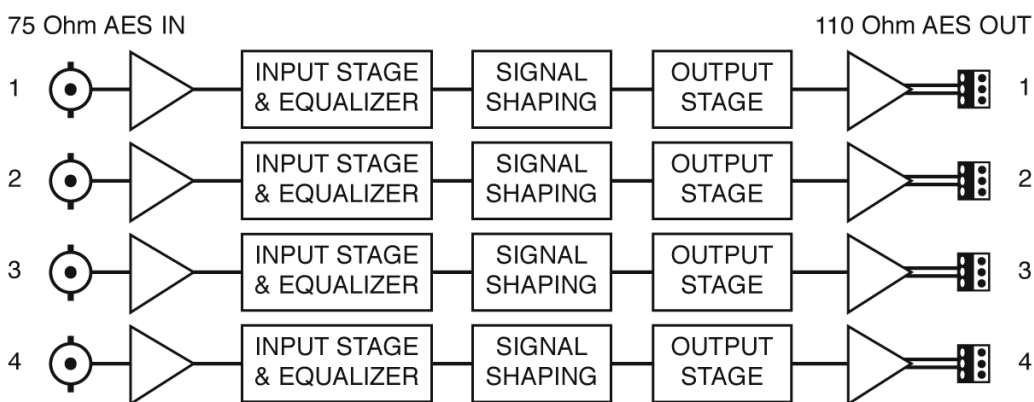 75 Ohm AES IN
110 Ohm AES OUT
1
INPUT STAGE
& EQUALIZER
SIGNAL
SHAPING
OUTPUT
STAGE
1
2
INPUT STAGE
& EQUALIZER
SIGNAL
SHAPING
OUTPUT
STAGE
2
3
INPUT STAGE
& EQUALIZER
SIGNAL
SHAPING
OUTPUT
STAGE
3
4
INPUT STAGE
& EQUALIZER
SIGNAL
SHAPING
OUTPUT
STAGE
4